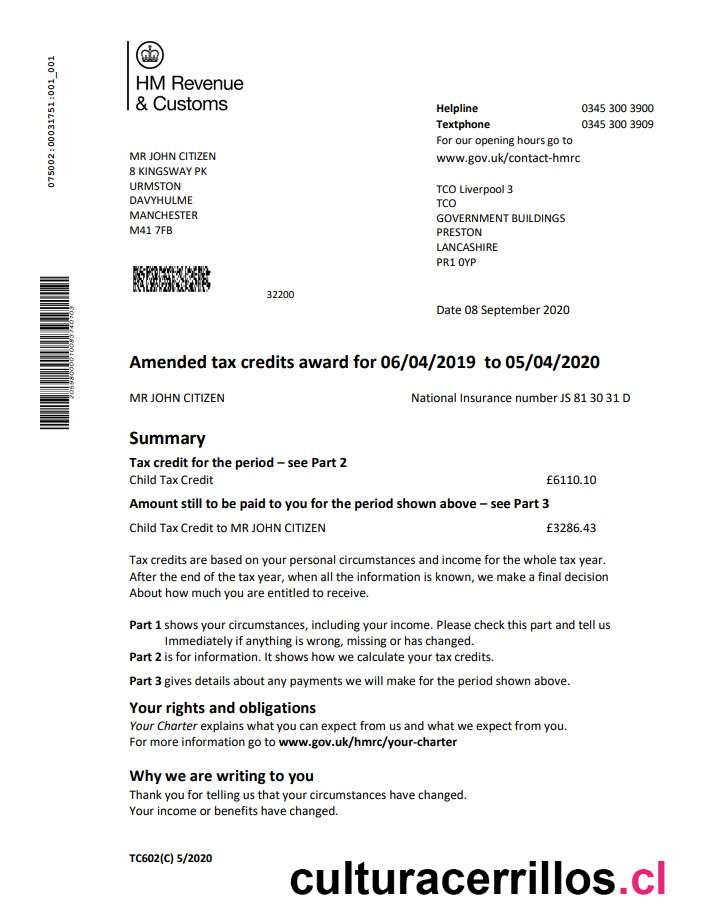 075002:00031751:001_001
HM Revenue
& Customs
Helpline 0345 300 3900
Textphone 0345 300 3909
For our opening hours go to
www.gov.uk/contact-hmrc
MR JOHN CITIZEN
8 KINGSWAY PK
URMSTON
DAVYHULME
MANCHESTER
M41 7FB
TCO Liverpool 3
TCO
GOVERNMENT BUILDINGS
PRESTON
LANCASHIRE
PR1 0YP
32200
Date 08 September 2020
Amended tax credits award for 06/04/2019 to 05/04/2020
MR JOHN CITIZEN National Insurance number JS 81 30 31 D
Summary
Tax credit for the period – see Part 2
Child Tax Credit £6110.10
Amount still to be paid to you for the period shown above – see Part 3
Child Tax Credit to MR JOHN CITIZEN £3286.43
Tax credits are based on your personal circumstances and income for the whole tax year.
After the end of the tax year, when all the information is known, we make a final decision
About how much you are entitled to receive.
Part 1 shows your circumstances, including your income. Please check this part and tell us
Immediately if anything is wrong, missing or has changed.
Part 2 is for information. It shows how we calculate your tax credits.
Part 3 gives details about any payments we will make for the period shown above.
Your rights and obligations
Your Charter explains what you can expect from us and what we expect from you.
For more information go to www.gov.uk/hmrc/your-charter
Why we are writing to you
Thank you for telling us that your circumstances have changed.
Your income or benefits have changed.
TC602(C) 5/2020
culturacerrillos.cl